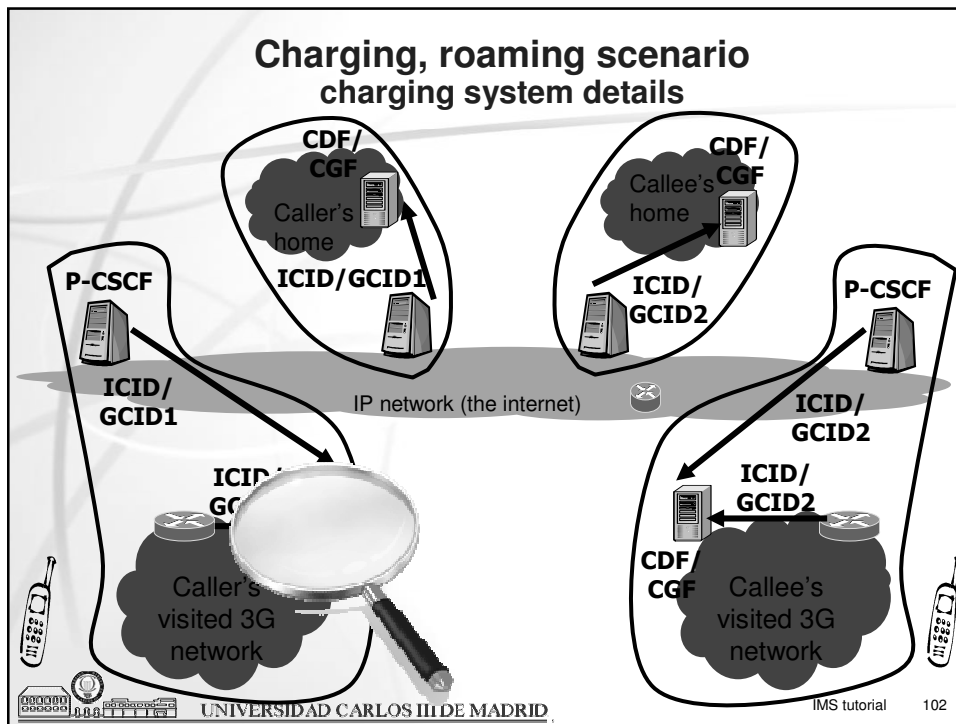 Charging, roaming scenario
charging system details
CDF/
CGF
Caller's
home
ICID/GCID1
CDF/
CGF
Callee's
home
ICID/
GCID2
P-CSCF
ICID/
GCID1
P-CSCF
ICID/
GCID2
IP network (the internet)
ICID/
ICID/
GCID2
CDF/
CGF
Caller's
visited 3G
network
Callee's
visited 3G
network
UNIVERSIDAD CARLOS III DE MADRID
IMS tutorial 102